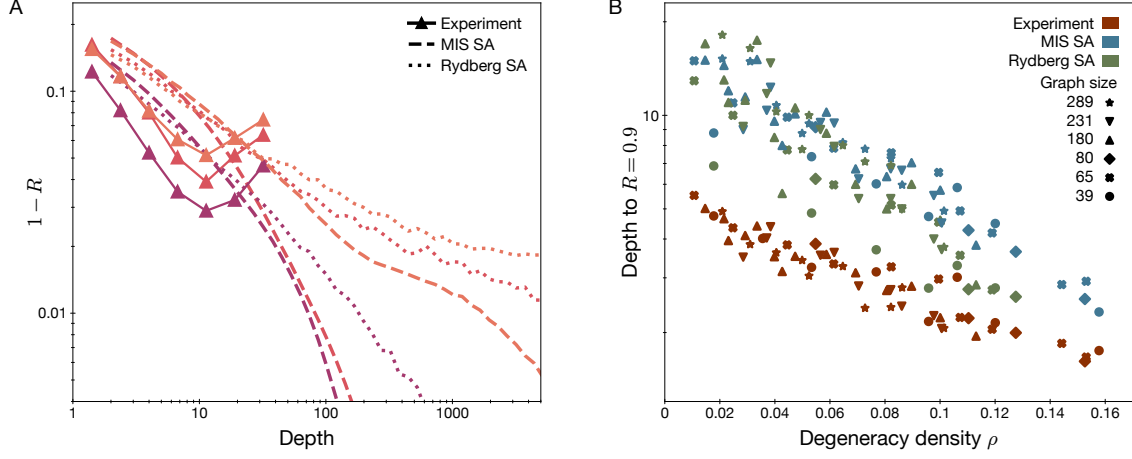 A
Experiment
MIS SA
Rydberg SA
0.1
0.01
1 − R
1
10
100
1000
Depth
B
Experiment
MIS SA
Rydberg SA
Graph size
289
231
180
80
65
39
10
Depth to R = 0.9
0
0.02
0.04
0.06
0.08
0.1
0.12
0.14
0.16
Degeneracy density ρ